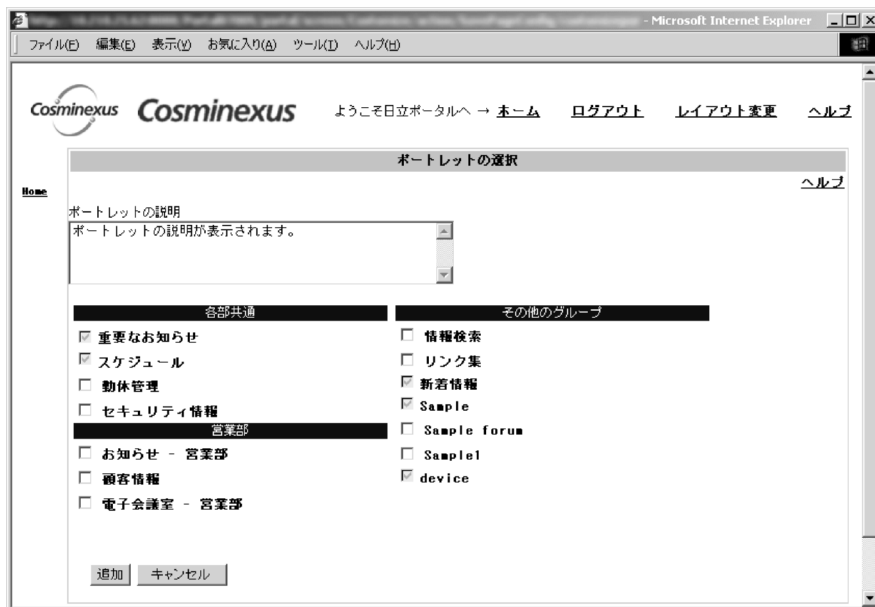 - Microsoft Internet Explorer
ファイル(F) 編集(E) 表示(V) お気に入り(A) ツール(T) ヘルプ(H)
Cosminexus Cosminexus ようこそ日立ポータルへ → ホーム ログアウト レイアウト変更 ヘルプ
ポートレットの選択
ヘルプ
Home
ポートレットの説明
ポートレットの説明が表示されます。
各部共通
重要なお知らせ
スケジュール
勤休管理
セキュリティ情報
営業部
お知らせ - 営業部
顧客情報
電子会議室 - 営業部
その他のグループ
情報検索
リンク集
新着情報
Sample
Sample forum
Sample1
device
追加 キャンセル